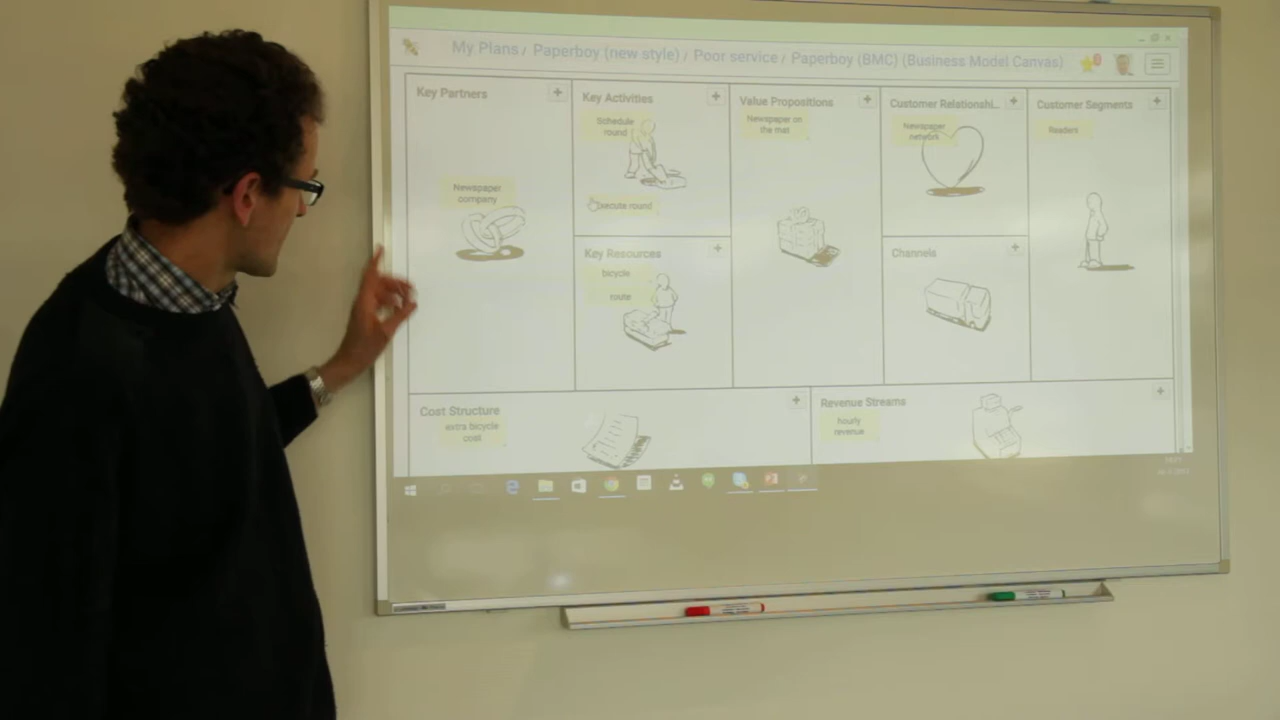 My Plans / Paperboy (new style) / Poor service / Paperboy (BMC) (Business Model Canvas)
Key Partners
Newspaper
company
Key Activities
Schedule
round
Execute round
Key Resources
bicycle
route
Value Propositions
Newspaper on
the mat
Customer Relationshi...
Newspaper
network
Channels
Customer Segments
Readers
Cost Structure
extra bicycle
cost
Revenue Streams
hourly
revenue